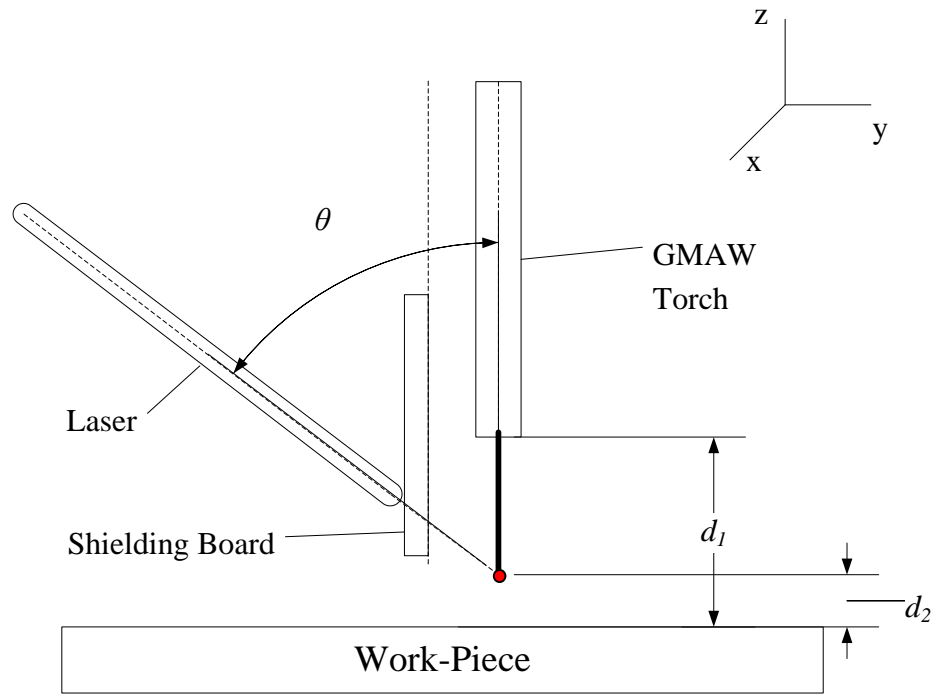 z
y
x
θ
GMAW
Torch
Laser
Shielding Board
d1
d2
Work-Piece